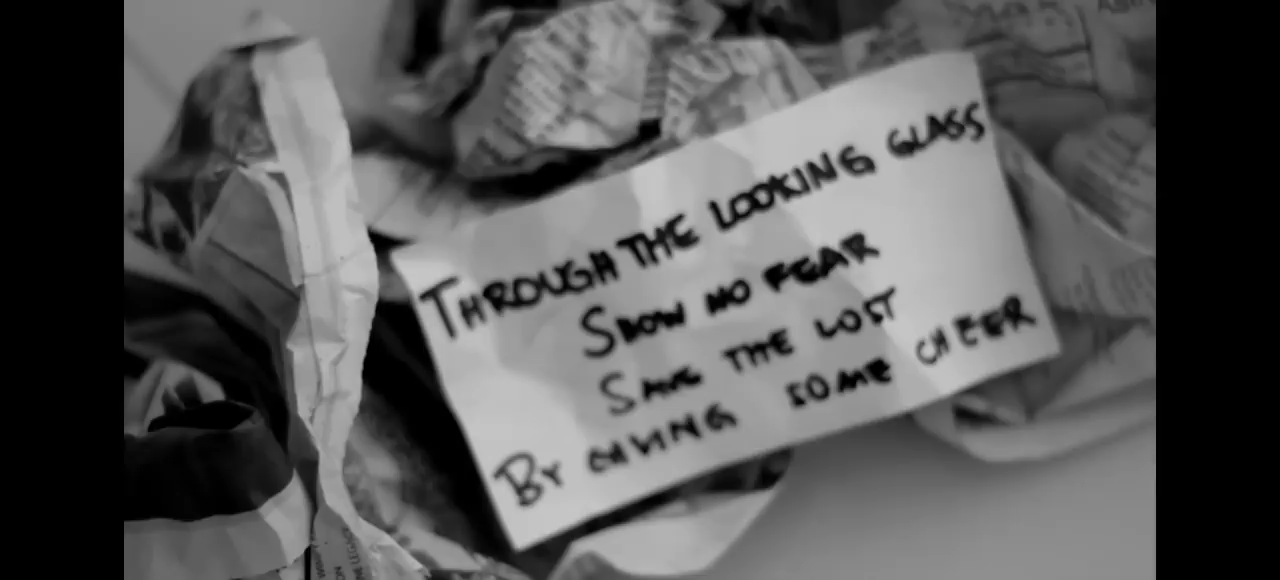 THROUGH THE LOOKING GLASS
SHOW NO FEAR
SAVE THE LOST
BY GIVING SOME CHEER